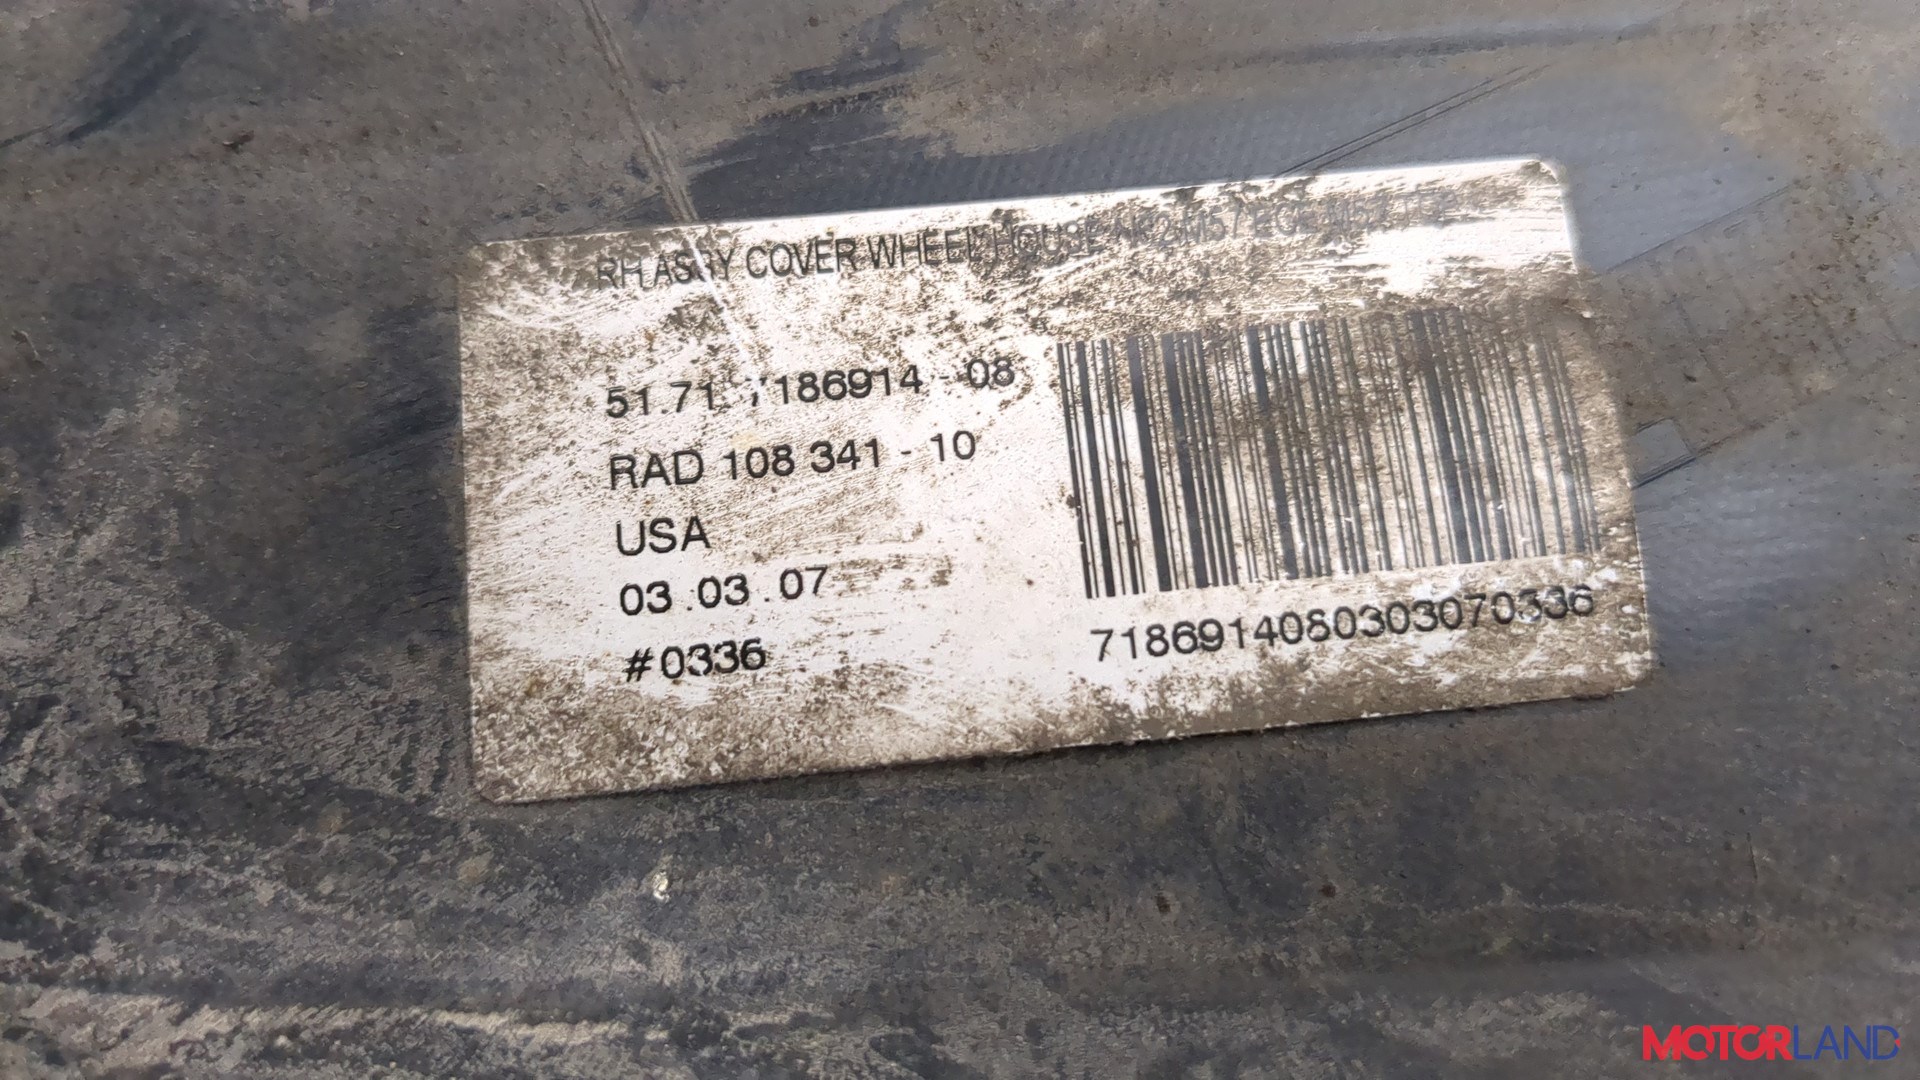 RH ASSY COVER WHEEL HOUSE
51.71 7186914 - 08
RAD 108 341 - 10
USA
03.03.07
#0336
7186914080303070336
MOTORLAND